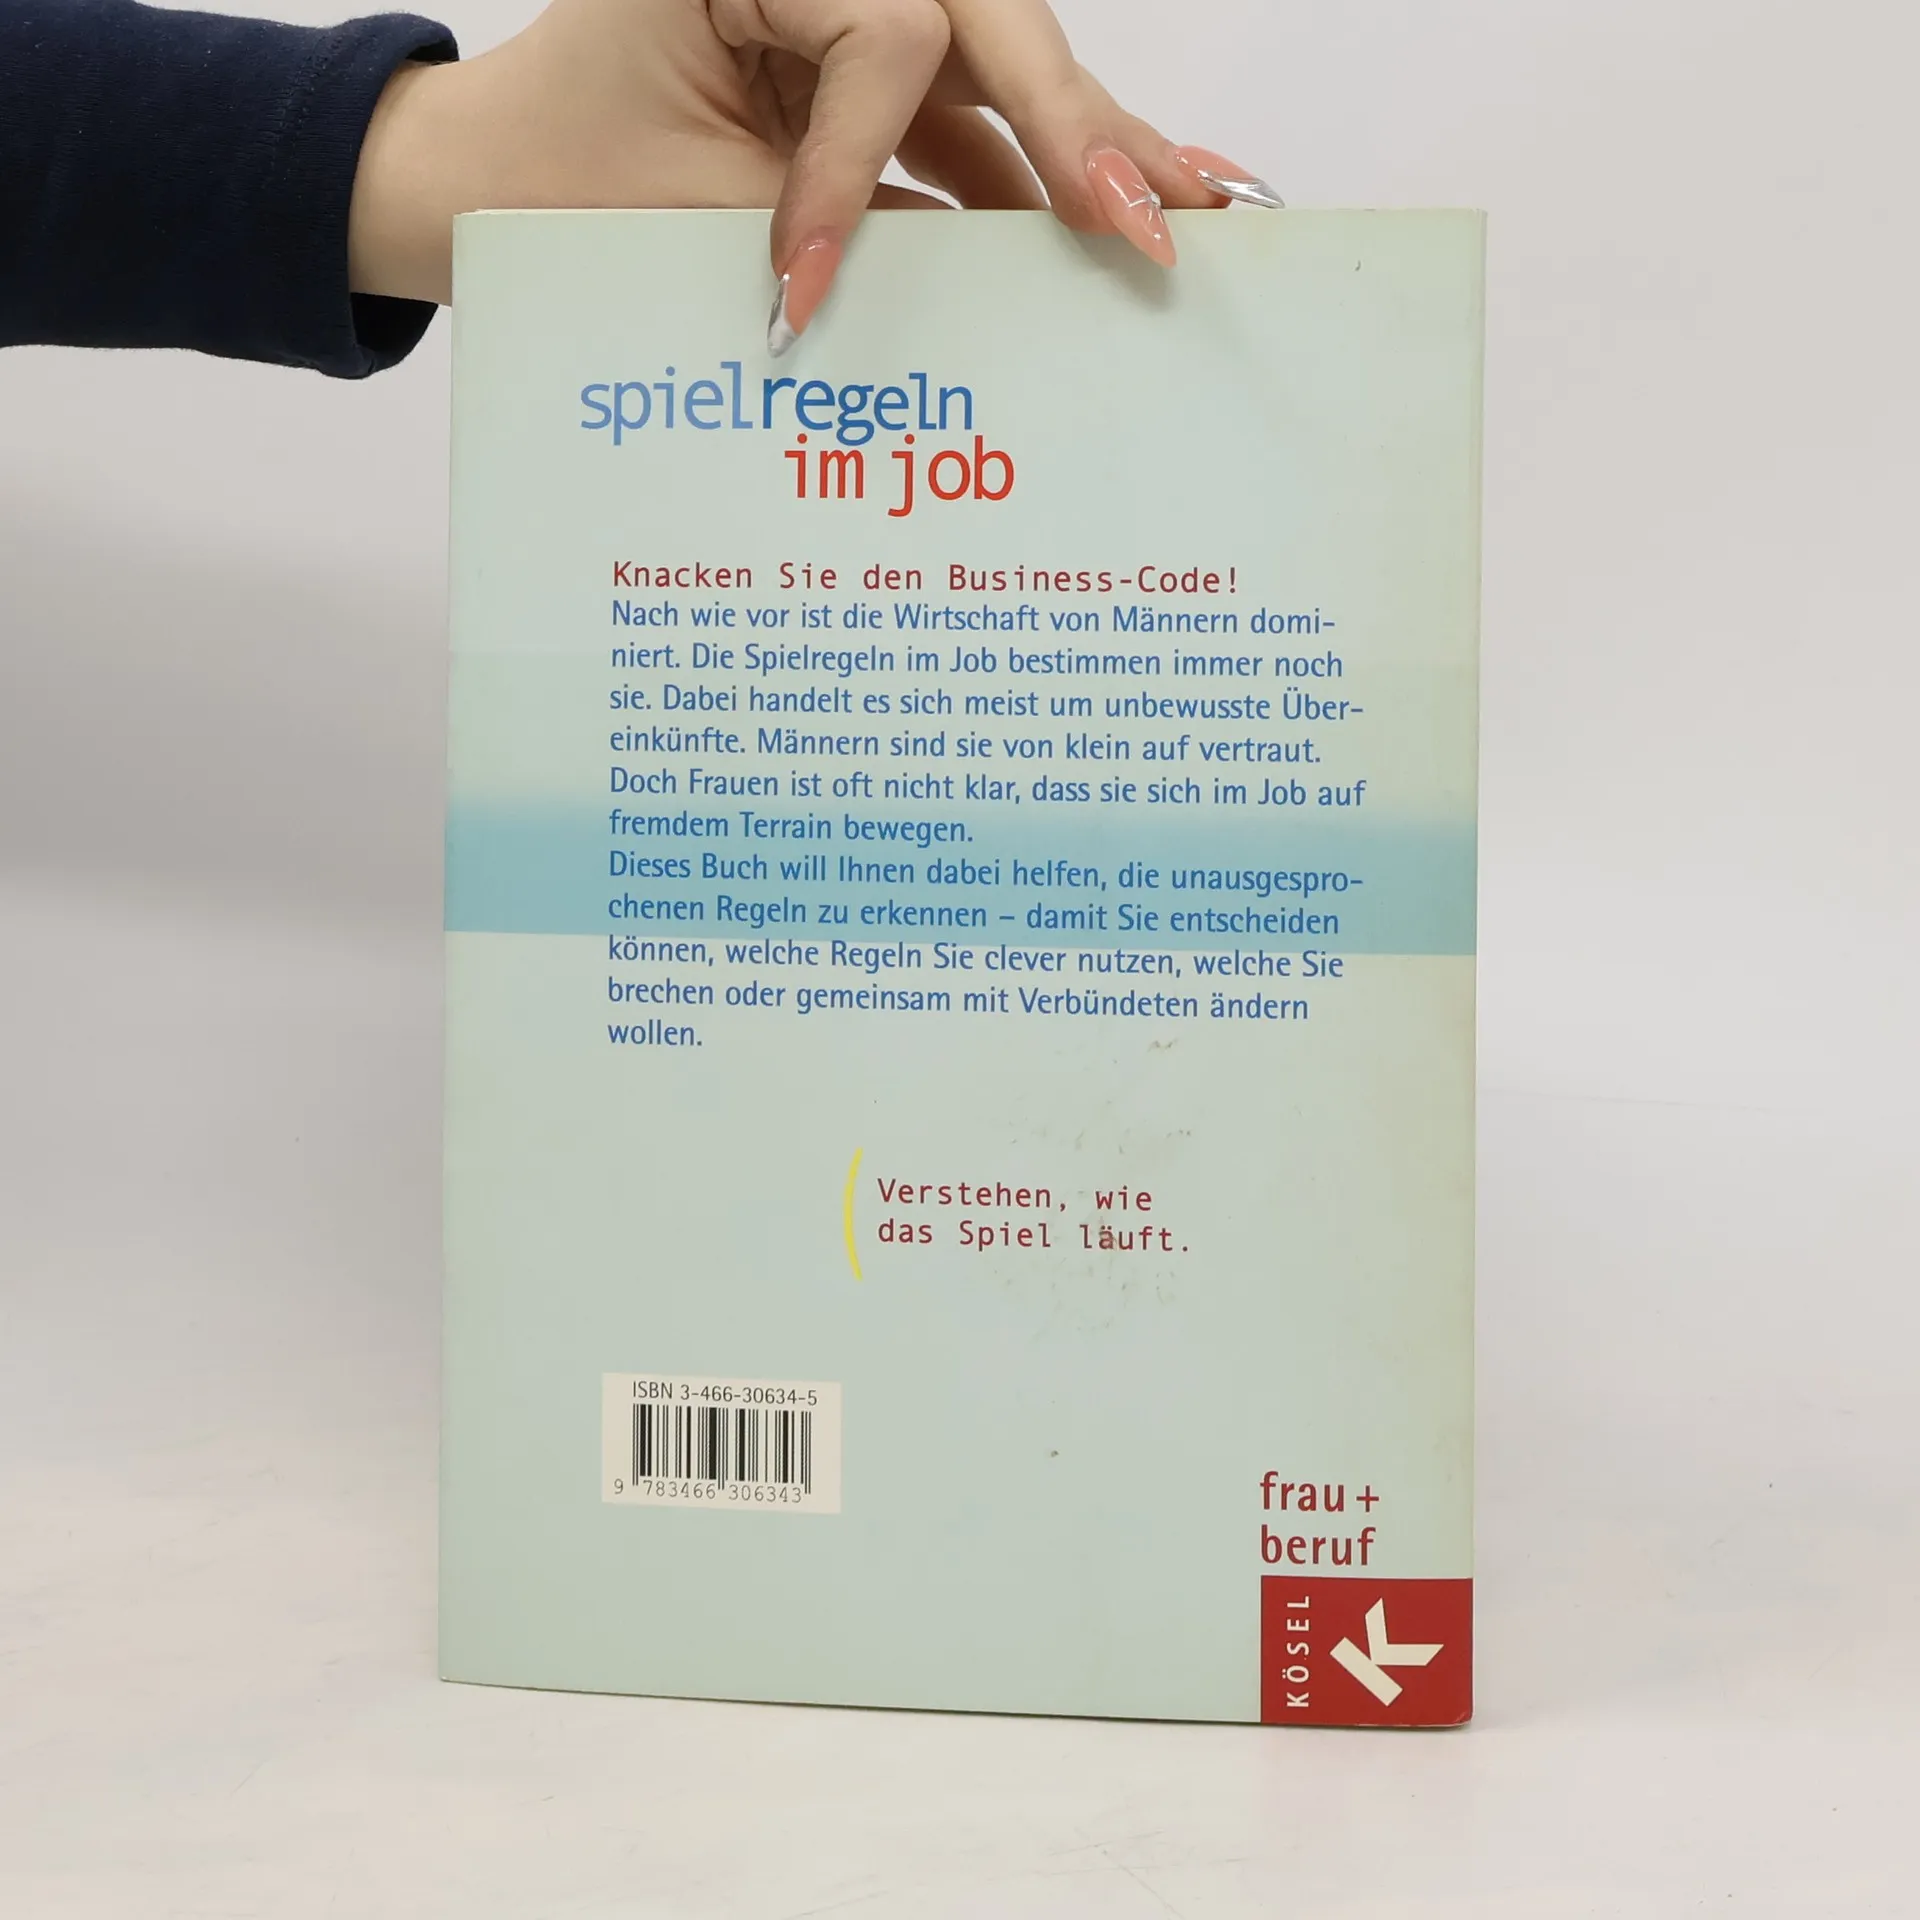 spielregeln
im job
Knacken Sie den Business-Code!
Nach wie vor ist die Wirtschaft von Männern domi-
niert. Die Spielregeln im Job bestimmen immer noch
sie. Dabei handelt es sich meist um unbewusste Über-
einkünfte. Männern sind sie von klein auf vertraut.
Doch Frauen ist oft nicht klar, dass sie sich im Job auf
fremdem Terrain bewegen.
Dieses Buch will Ihnen dabei helfen, die unausgespro-
chenen Regeln zu erkennen – damit Sie entscheiden
können, welche Regeln Sie clever nutzen, welche Sie
brechen oder gemeinsam mit Verbündeten ändern
wollen.
Verstehen, wie
das Spiel läuft.
ISBN 3-466-30634-5
9 783466 306343
frau+
beruf
KÖSEL
K